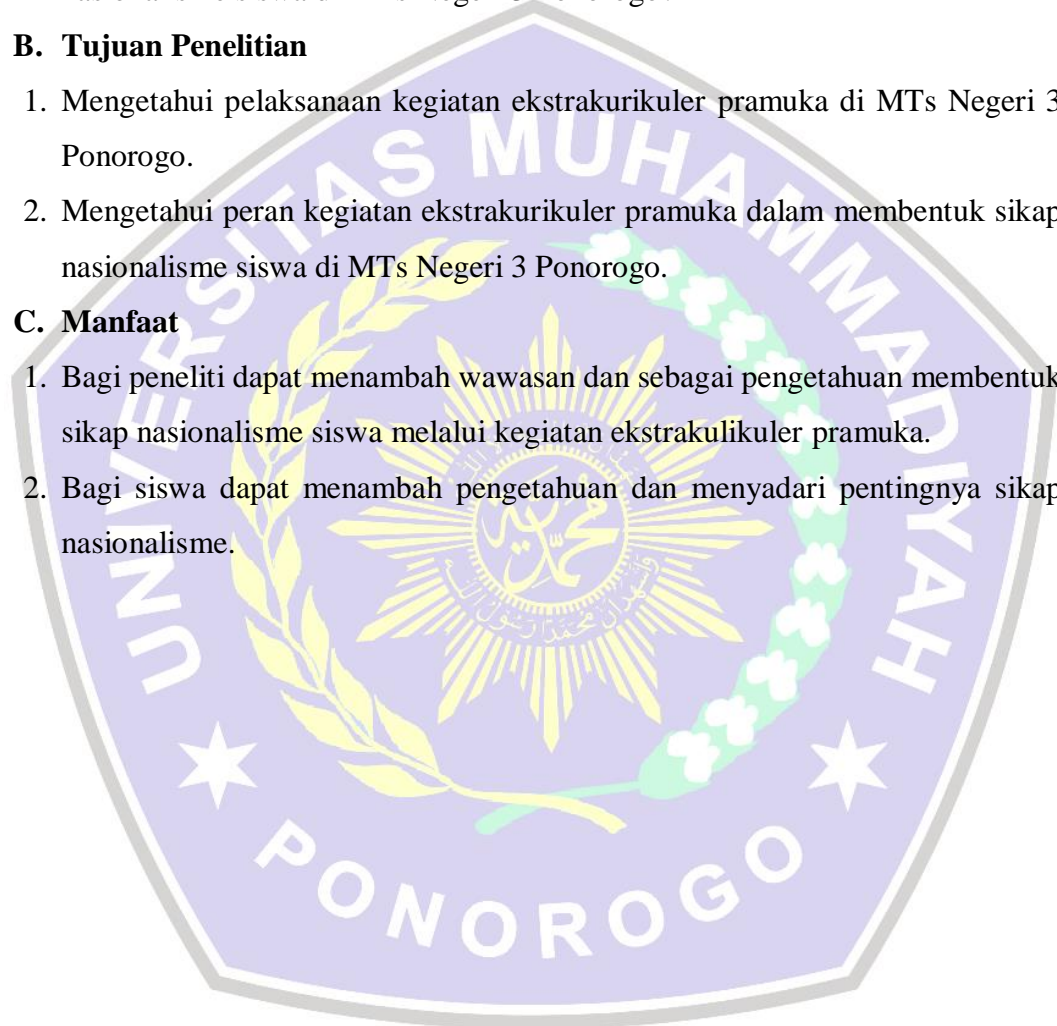 B. Tujuan Penelitian
1. Mengetahui pelaksanaan kegiatan ekstrakurikuler pramuka di MTs Negeri 3
Ponorogo.
2. Mengetahui peran kegiatan ekstrakurikuler pramuka dalam membentuk sikap
nasionalisme siswa di MTs Negeri 3 Ponorogo.
C. Manfaat
1. Bagi peneliti dapat menambah wawasan dan sebagai pengetahuan membentuk
sikap nasionalisme siswa melalui kegiatan ekstrakulikuler pramuka.
2. Bagi siswa dapat menambah pengetahuan dan menyadari pentingnya sikap
nasionalisme.
UNIVERSITAS MUHAMMADIYAH
PONOROGO
محمدية